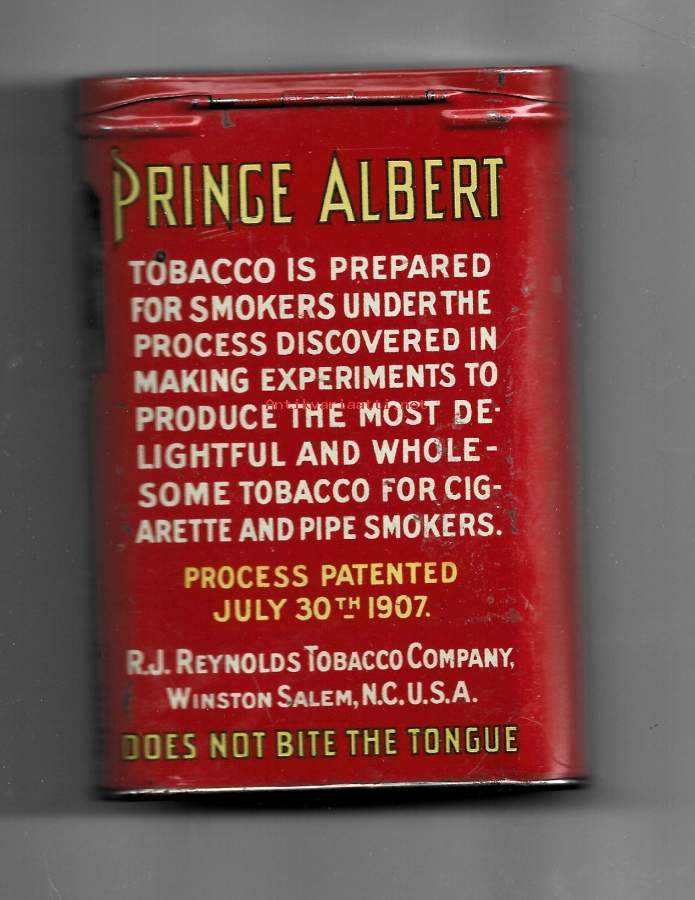 PRINCE ALBERT
TOBACCO IS PREPARED
FOR SMOKERS UNDER THE
PROCESS DISCOVERED IN
MAKING EXPERIMENTS TO
Antikvariaatti.net
PRODUCE THE MOST DE-
LIGHTFUL AND WHOLE-
SOME TOBACCO FOR CIG-
ARETTE AND PIPE SMOKERS.
PROCESS PATENTED
JULY 30TH 1907.
R.J. REYNOLDS TOBACCO COMPANY,
WINSTON SALEM, N.C. U.S.A.
DOES NOT BITE THE TONGUE